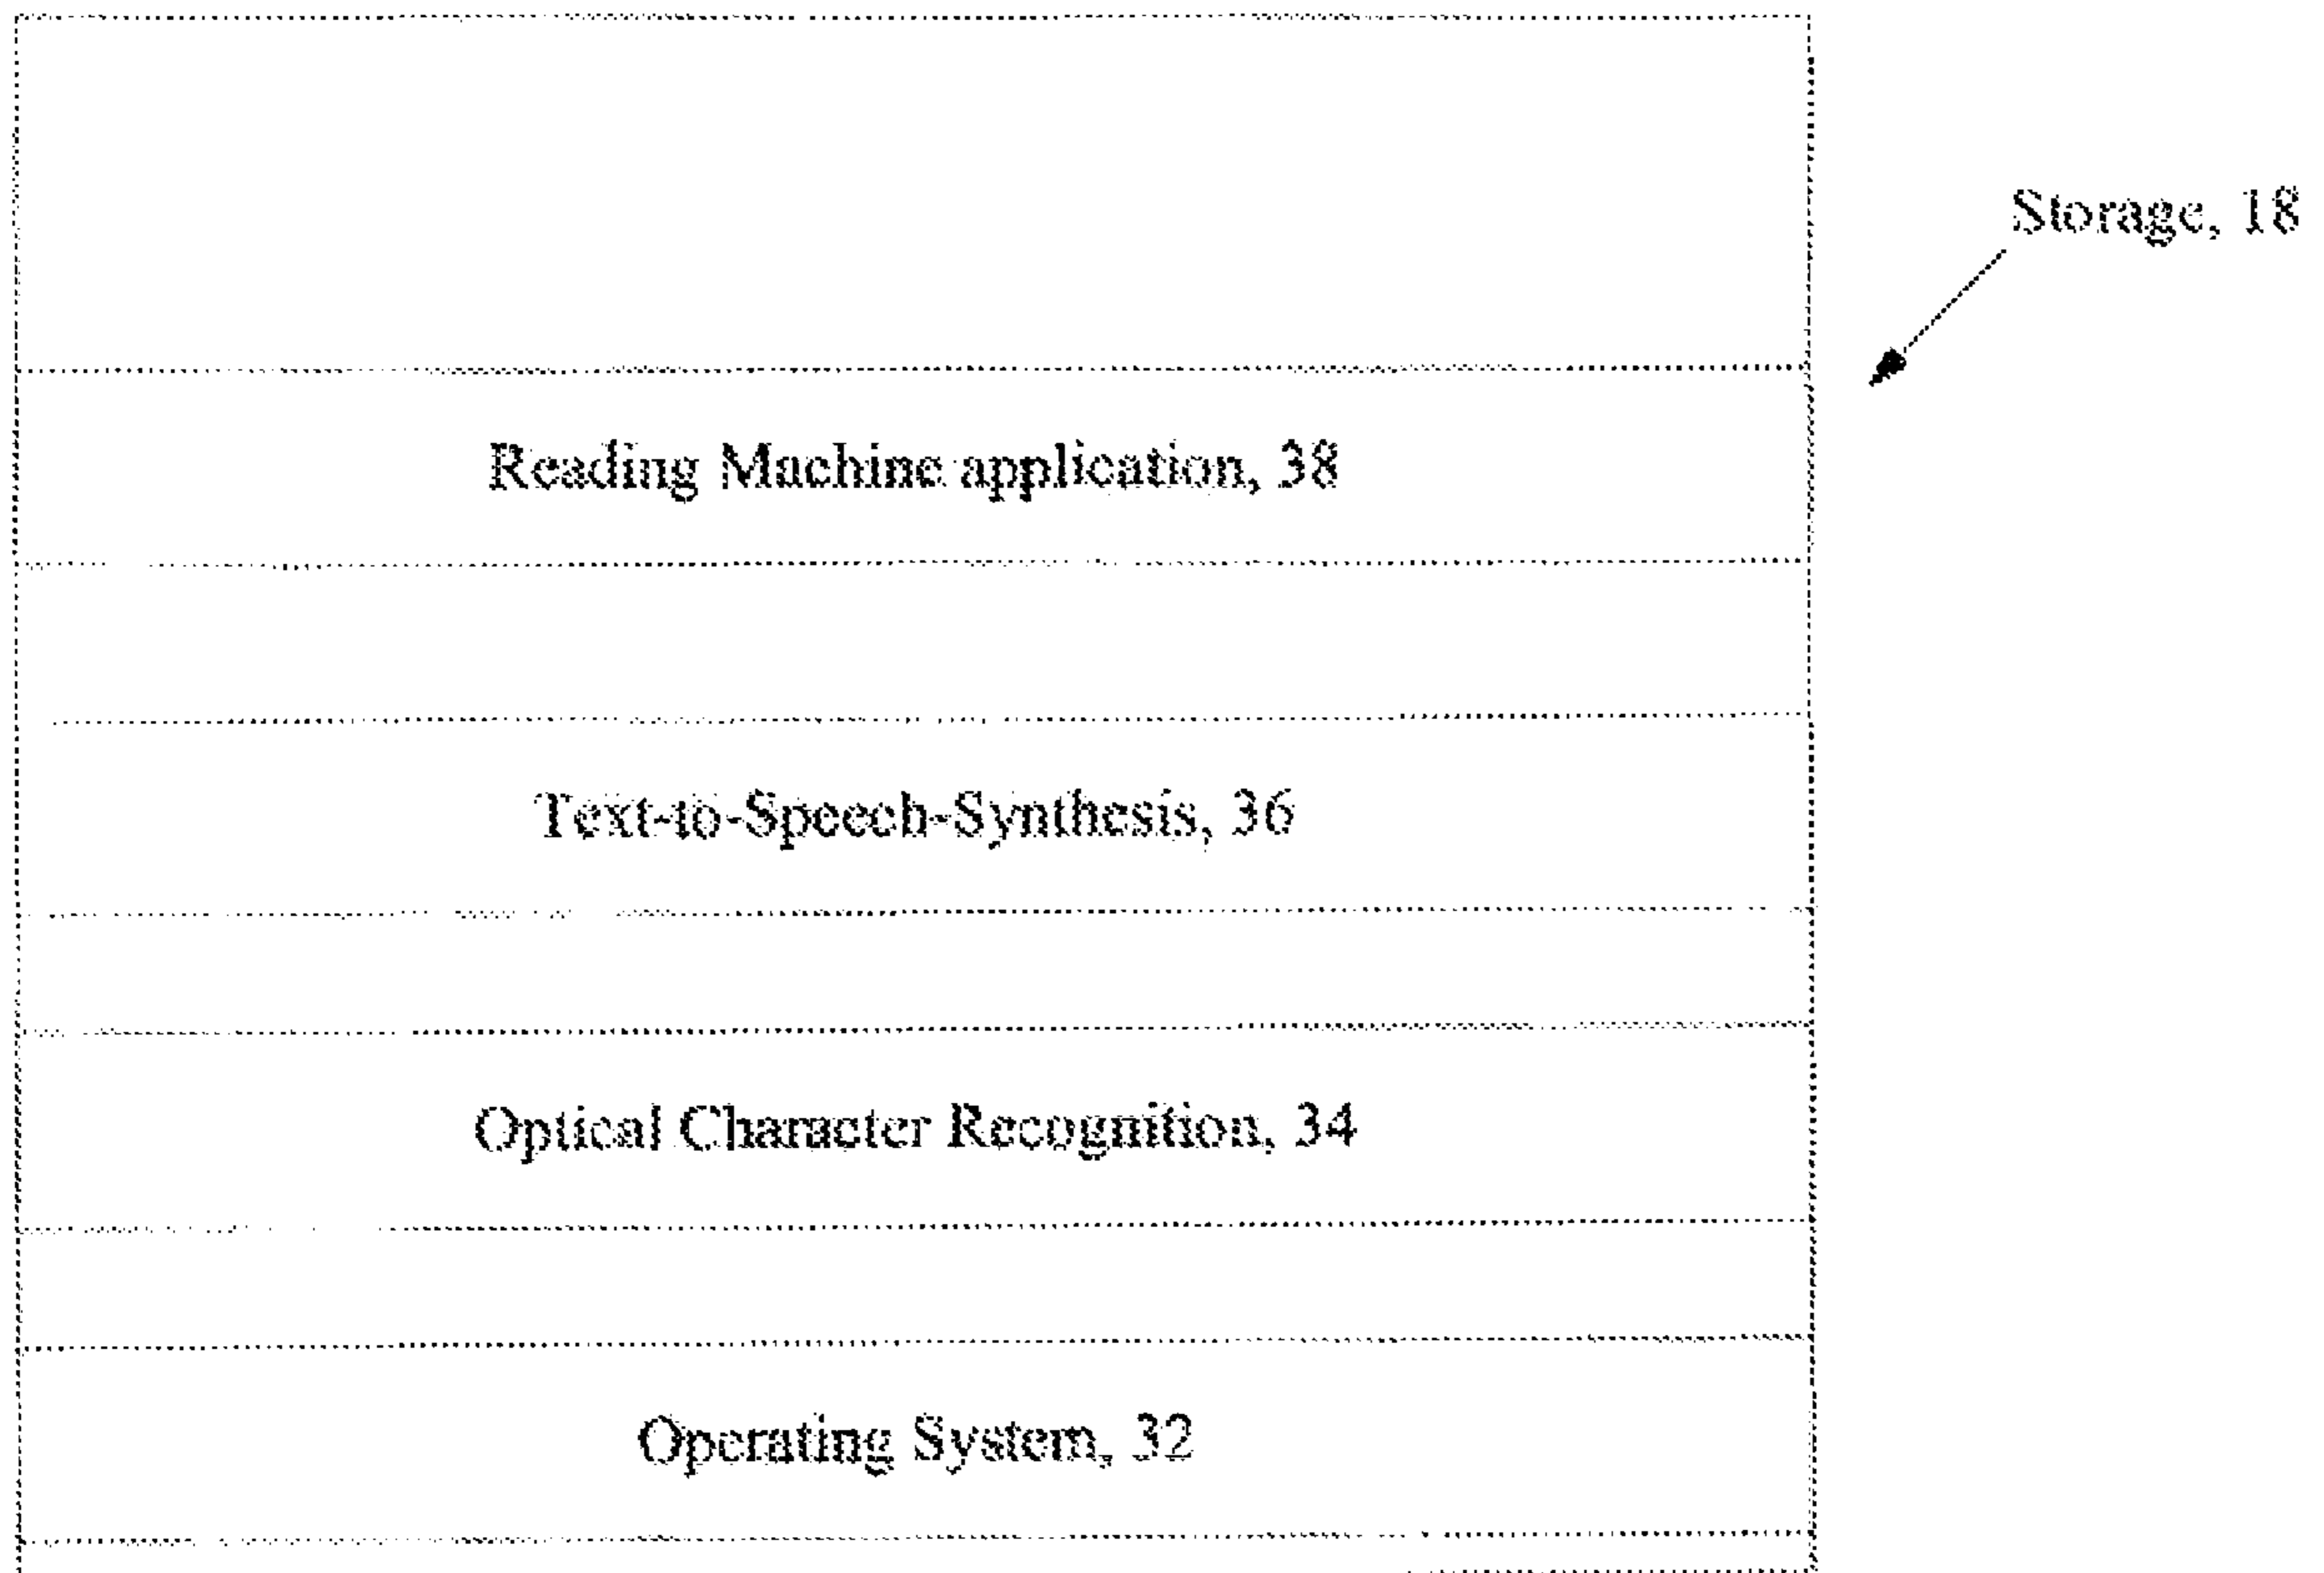 Storage, 18
Reading Machine application, 38
Text-to-Speech-Synthesis, 36
Optical Character Recognition, 34
Operating System, 32